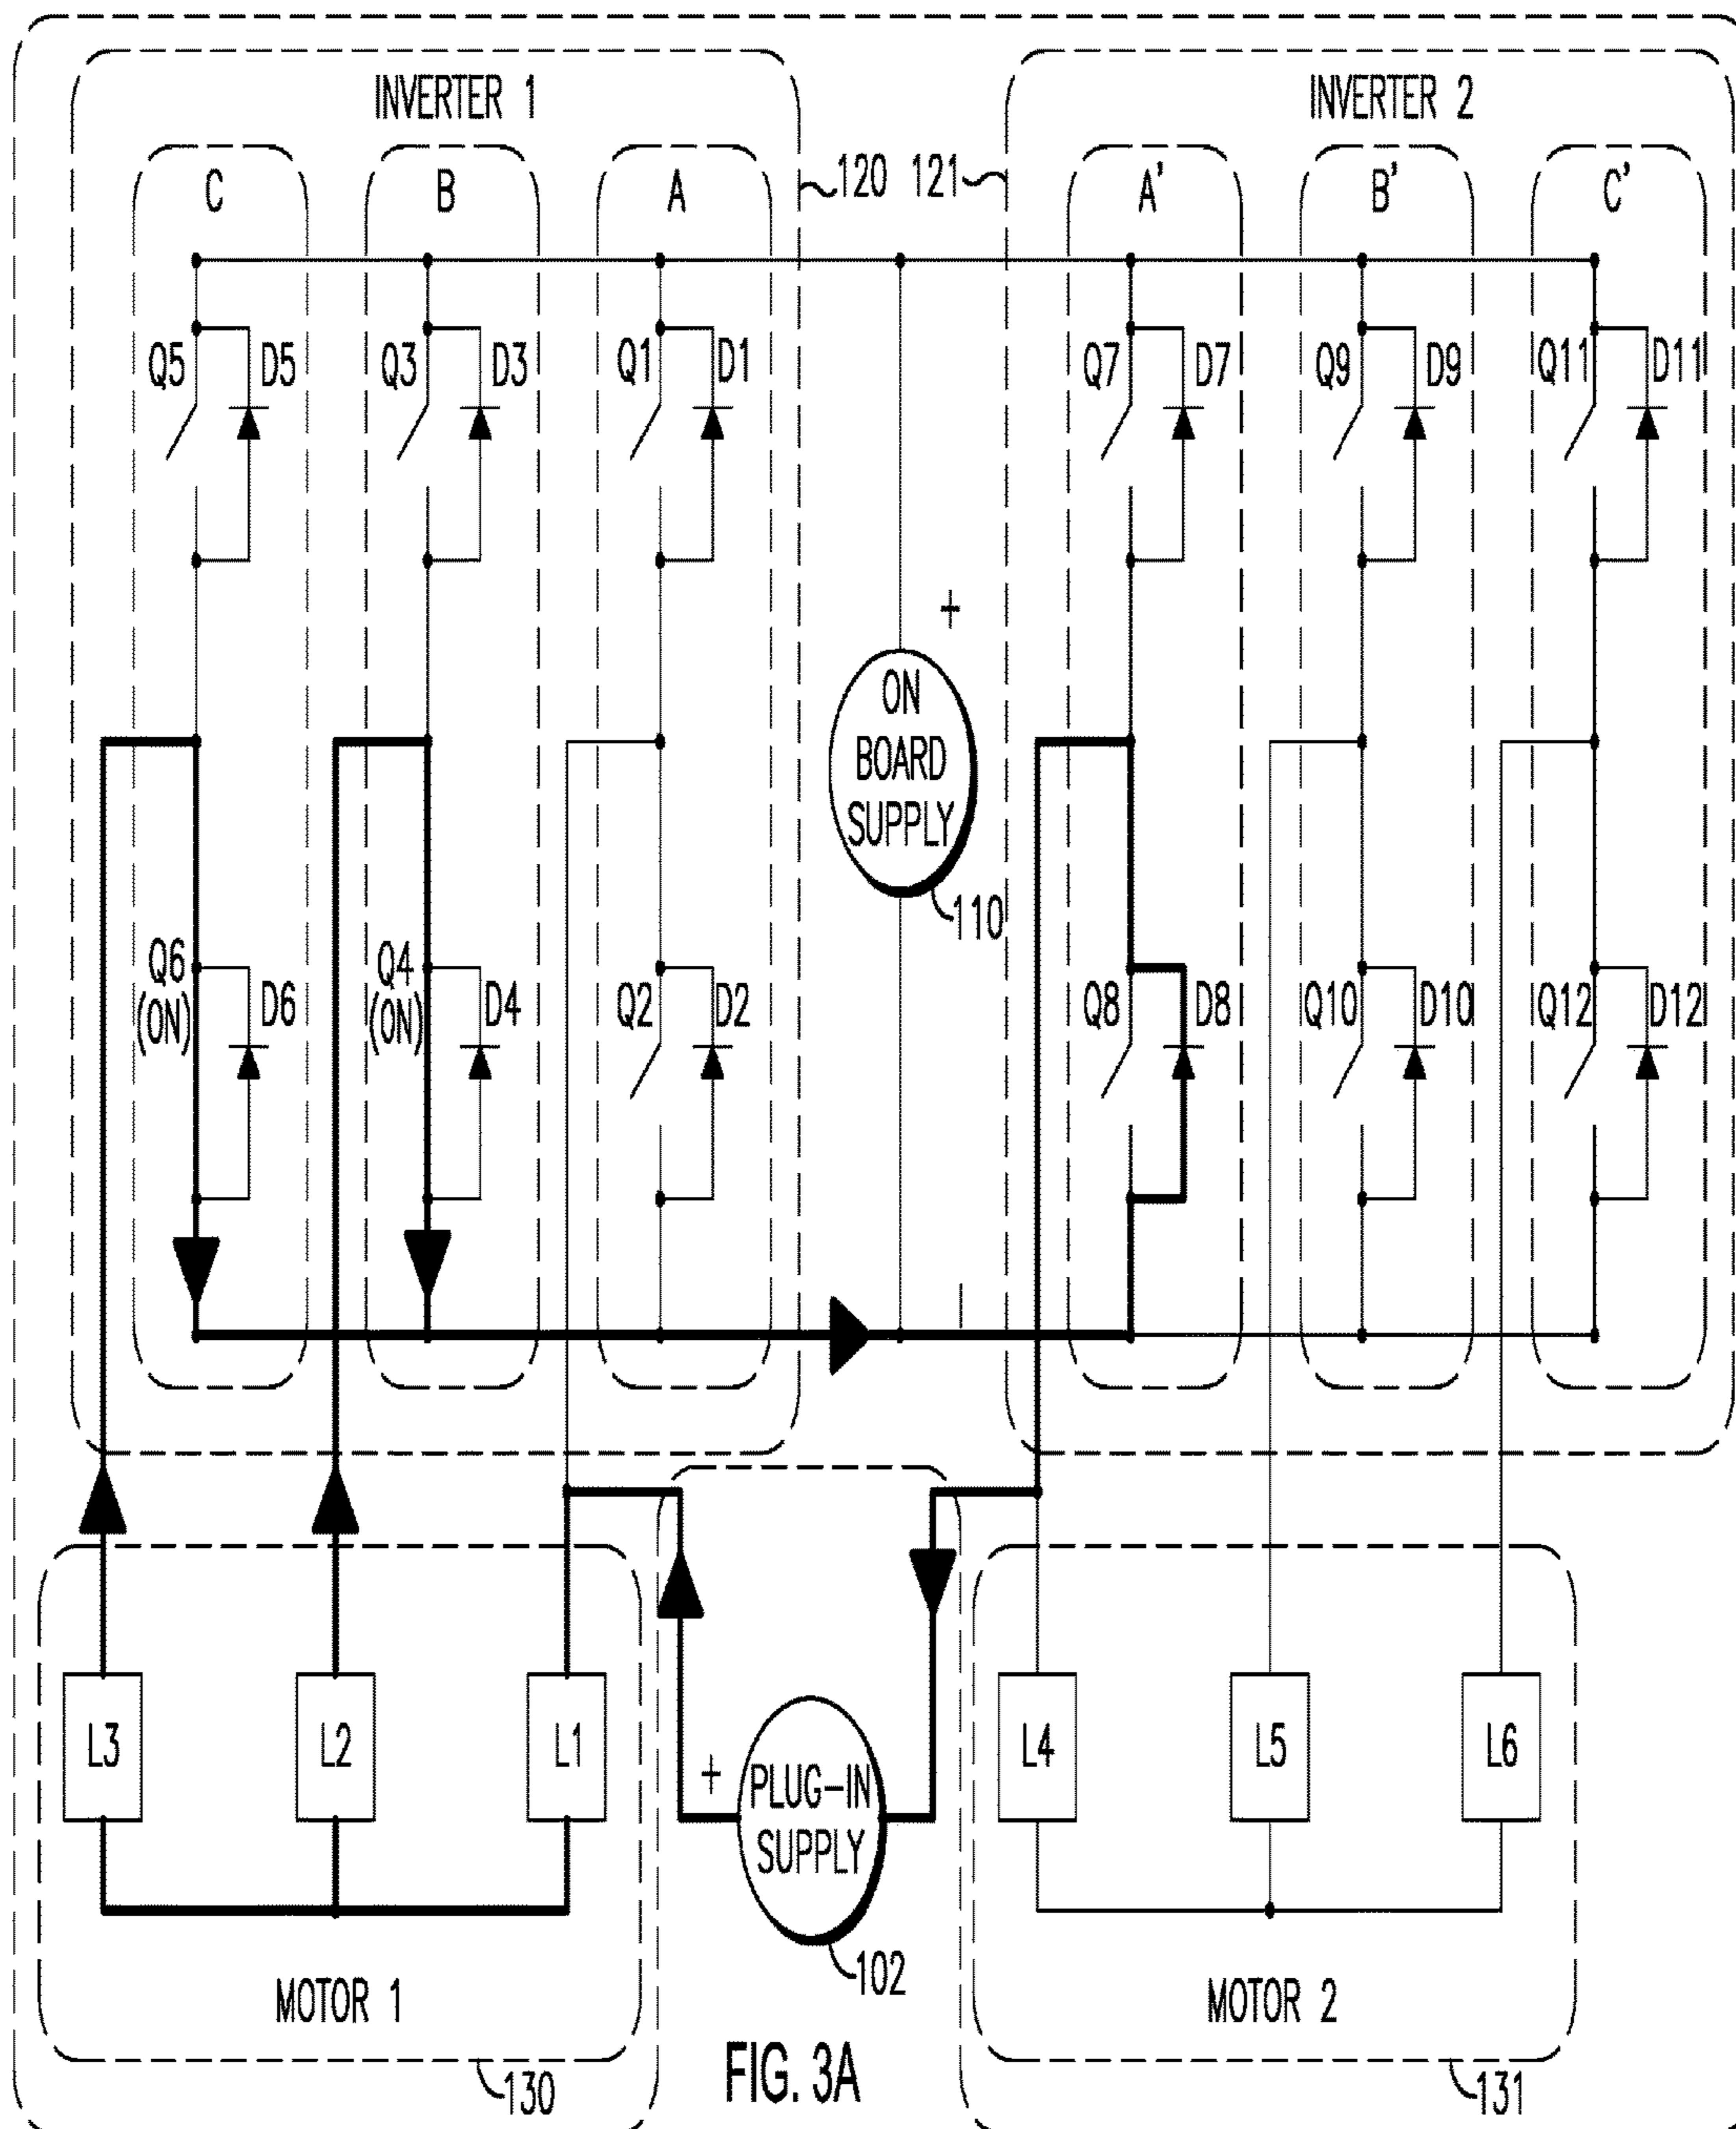 INVERTER 1
INVERTER 2
C
B
A
120
121
A'
B'
C'
Q5
D5
Q3
D3
Q1
D1
Q7
D7
Q9
D9
Q11
D11
+
ON
BOARD
SUPPLY
110
Q6
(ON)
D6
Q4
(ON)
D4
Q2
D2
Q8
D8
Q10
D10
Q12
D12
L3
L2
L1
+
PLUG-IN
SUPPLY
102
L4
L5
L6
MOTOR 1
MOTOR 2
130
131
FIG. 3A